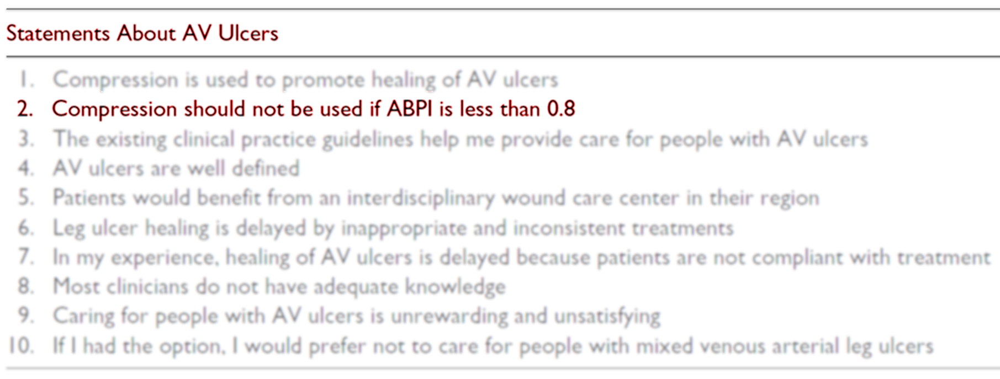 Statements About AV Ulcers
1. Compression is used to promote healing of AV ulcers
2. Compression should not be used if ABPI is less than 0.8
3. The existing clinical practice guidelines help me provide care for people with AV ulcers
4. AV ulcers are well defined
5. Patients would benefit from an interdisciplinary wound care center in their region
6. Leg ulcer healing is delayed by inappropriate and inconsistent treatments
7. In my experience, healing of AV ulcers is delayed because patients are not compliant with treatment
8. Most clinicians do not have adequate knowledge
9. Caring for people with AV ulcers is unrewarding and unsatisfying
10. If I had the option, I would prefer not to care for people with mixed venous arterial leg ulcers